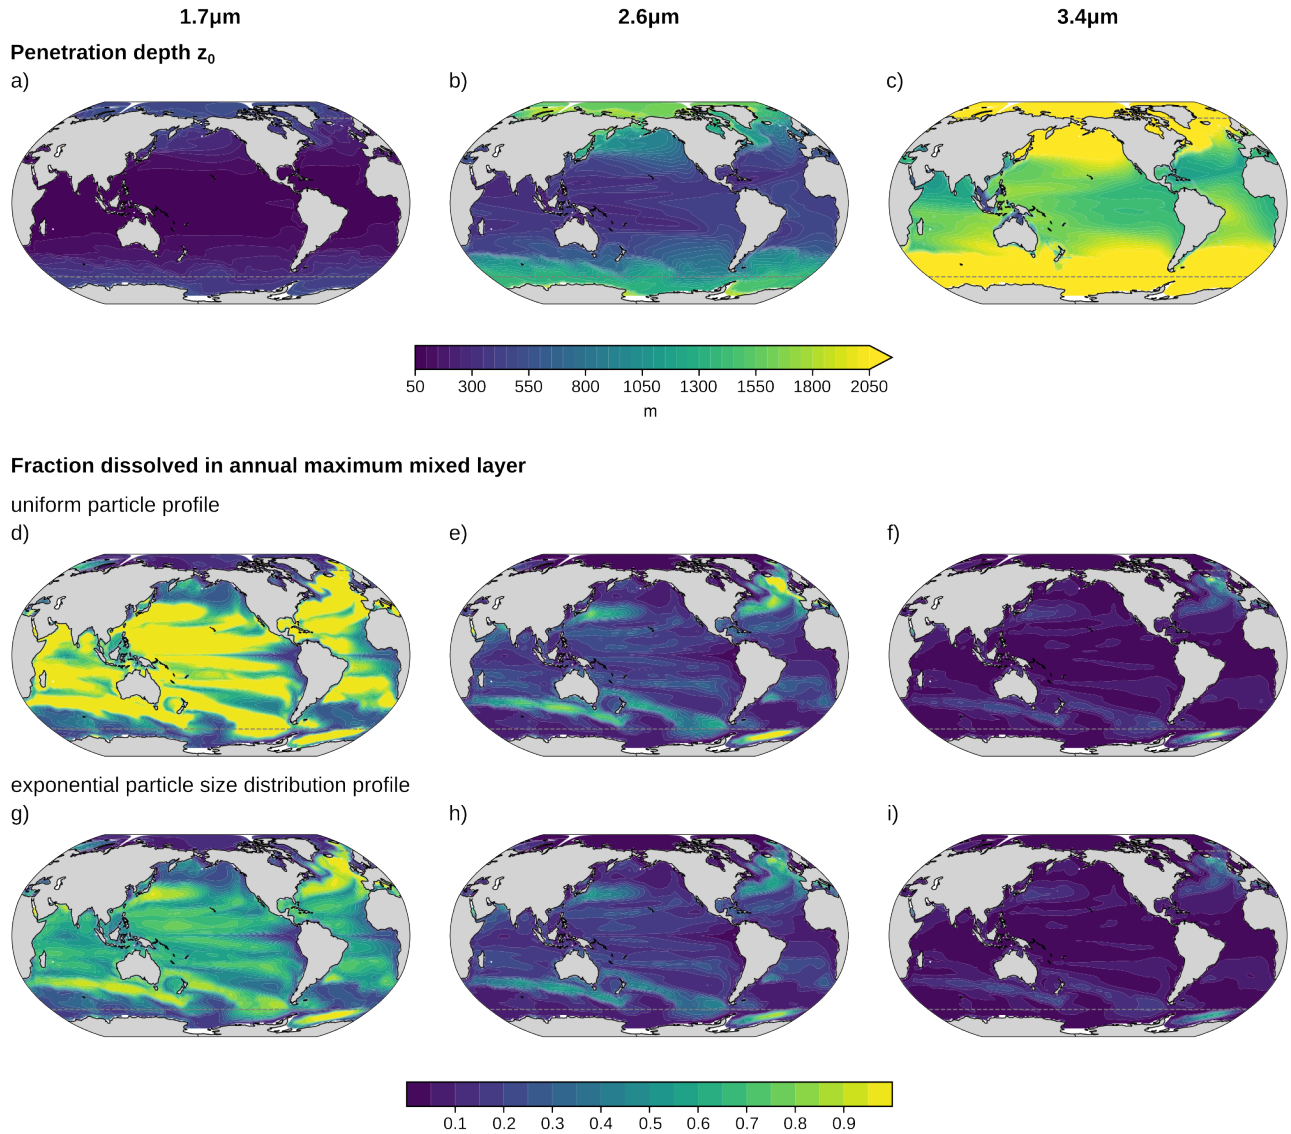 1.7μm 2.6μm 3.4μm
Penetration depth z₀
a) b) c)
50 300 550 800 1050 1300 1550 1800 2050
m
Fraction dissolved in annual maximum mixed layer
uniform particle profile
d) e) f)
exponential particle size distribution profile
g) h) i)
0.1 0.2 0.3 0.4 0.5 0.6 0.7 0.8 0.9